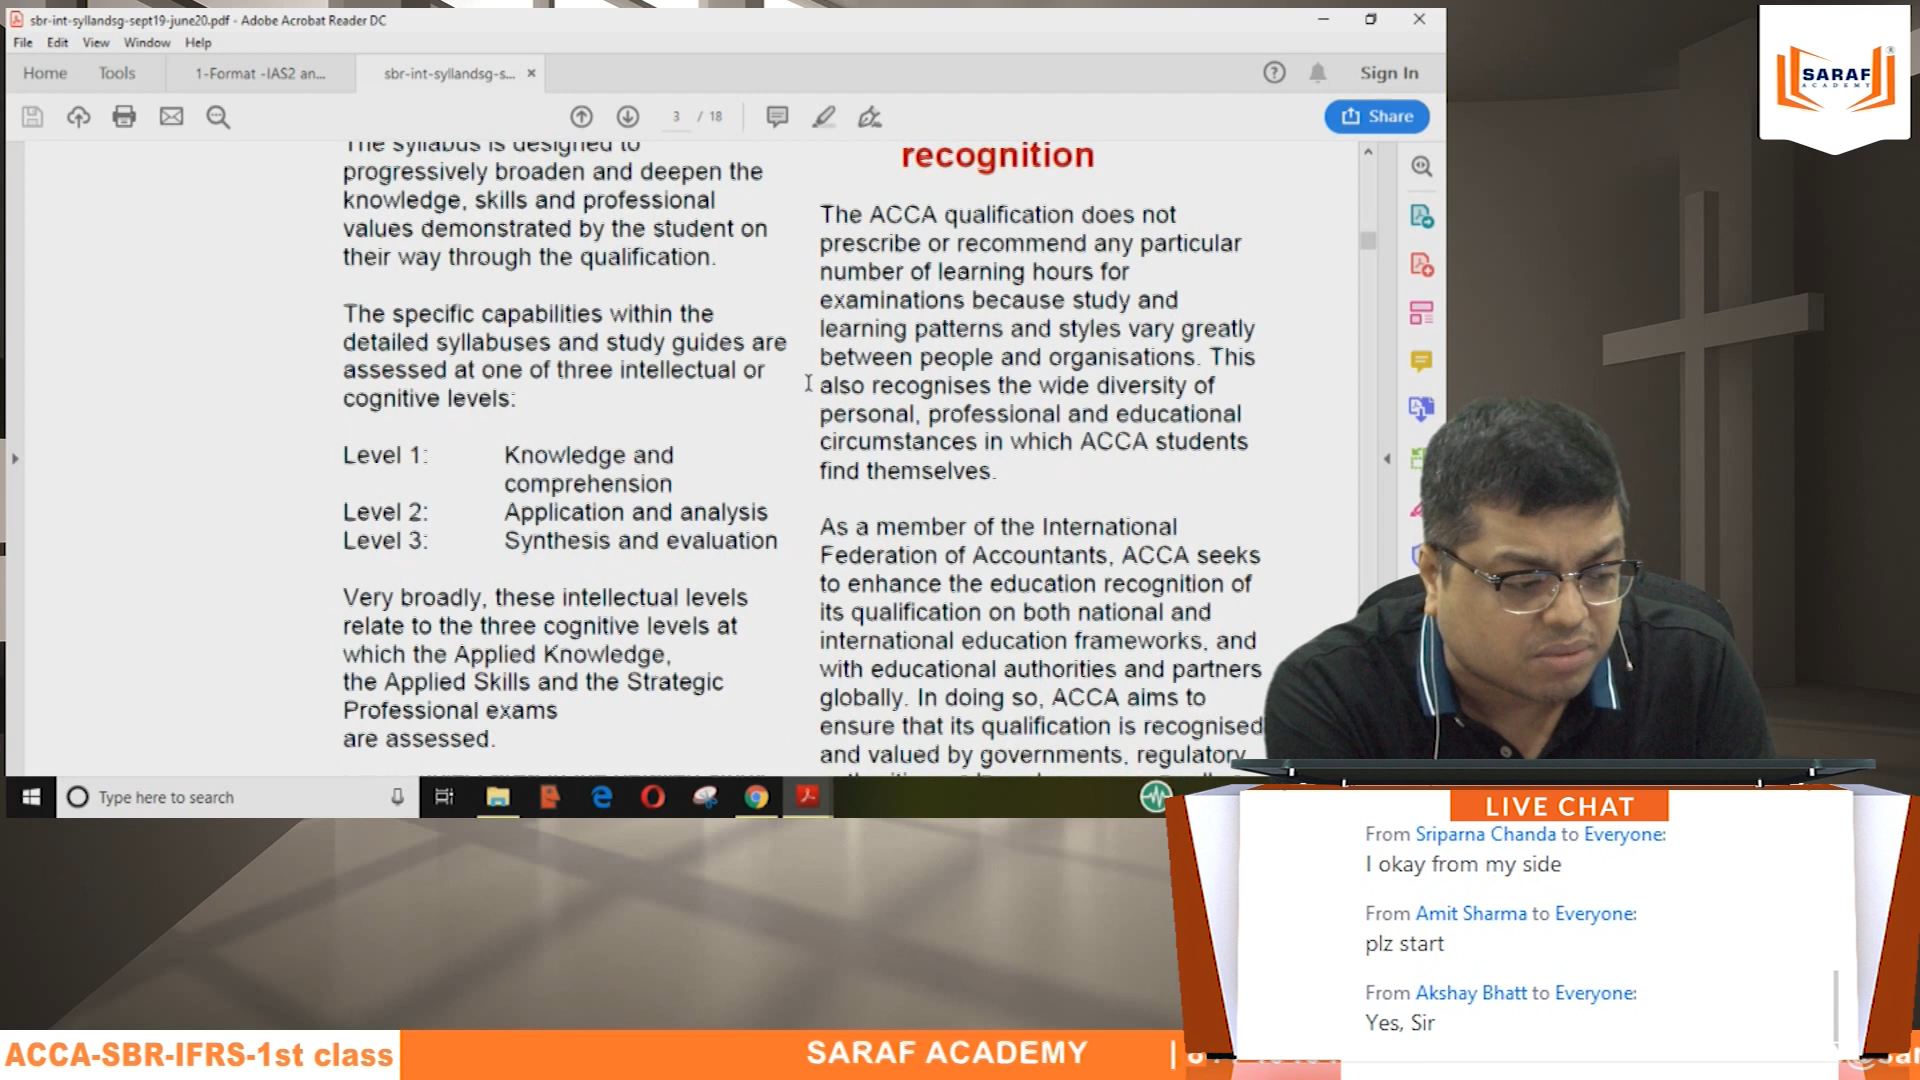 sbr-int-syllandsg-sept19-june20.pdf - Adobe Acrobat Reader DC
File Edit View Window Help
Home Tools 1-Format -IAS2 an... sbr-int-syllandsg-s... Sign In
3 / 18 Share
The syllabus is designed to
progressively broaden and deepen the
knowledge, skills and professional
values demonstrated by the student on
their way through the qualification.
The specific capabilities within the
detailed syllabuses and study guides are
assessed at one of three intellectual or
cognitive levels:
Level 1: Knowledge and
comprehension
Level 2: Application and analysis
Level 3: Synthesis and evaluation
Very broadly, these intellectual levels
relate to the three cognitive levels at
which the Applied Knowledge,
the Applied Skills and the Strategic
Professional exams
are assessed.
recognition
The ACCA qualification does not
prescribe or recommend any particular
number of learning hours for
examinations because study and
learning patterns and styles vary greatly
between people and organisations. This
also recognises the wide diversity of
personal, professional and educational
circumstances in which ACCA students
find themselves.
As a member of the International
Federation of Accountants, ACCA seeks
to enhance the education recognition of
its qualification on both national and
international education frameworks, and
with educational authorities and partners
globally. In doing so, ACCA aims to
ensure that its qualification is recognised
and valued by governments, regulatory
Type here to search
SARAF
ACADEMY
LIVE CHAT
From Sriparna Chanda to Everyone:
I okay from my side
From Amit Sharma to Everyone:
plz start
From Akshay Bhatt to Everyone:
Yes, Sir
ACCA-SBR-IFRS-1st class
SARAF ACADEMY |